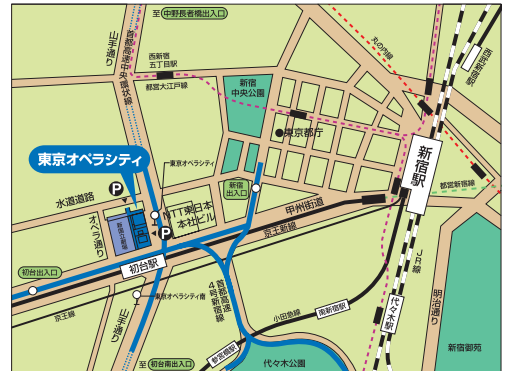 至 中野長者橋出入口
山手通り
首都高速中央環状線
西新宿
五丁目駅
都営大江戸線
新宿
中央公園
丸の内線
西武新宿駅
東京都庁
東京オペラシティ
東京オペラシティ
P
新宿
出入口
新宿駅
都営新宿線
水道道路
オペラ通り
新国立劇場
NTT東日本
本社ビル
P
甲州街道
京王新線
初台駅
初台出入口
東京オペラシティ南
京王線
山手通り
首都高速
4号新宿線
小田急線
南新宿駅
参宮橋駅
JR線
代々木駅
明治通り
新宿御苑
至 初台南出入口
代々木公園